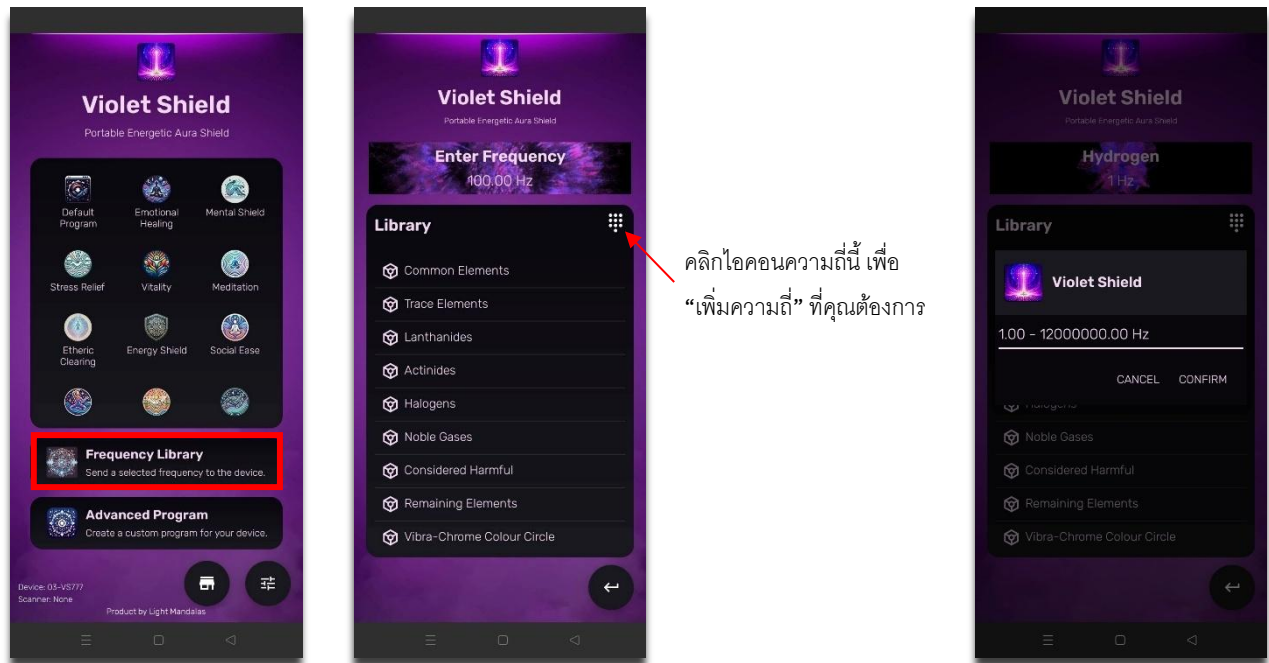 Violet Shield
Portable Energetic Aura Shield
Default
Program
Emotional
Healing
Mental Shield
Stress Relief
Vitality
Meditation
Etheric
Clearing
Energy Shield
Social Ease
Frequency Library
Send a selected frequency to the device.
Advanced Program
Create a custom program for your device.
Device: 03-VS777
Scanner: None
Product by Light Mandalas
Violet Shield
Portable Energetic Aura Shield
Enter Frequency
100.00 Hz
Library
Common Elements
Trace Elements
Lanthanides
Actinides
Halogens
Noble Gases
Considered Harmful
Remaining Elements
Vibra-Chrome Colour Circle
คลิกไอคอนความถี่นี้ เพื่อ
“เพิ่มความถี่” ที่คุณต้องการ
Violet Shield
Portable Energetic Aura Shield
Hydrogen
1 Hz
Library
Violet Shield
1.00 - 12000000.00 Hz
CANCEL CONFIRM
Halogens
Noble Gases
Considered Harmful
Remaining Elements
Vibra-Chrome Colour Circle